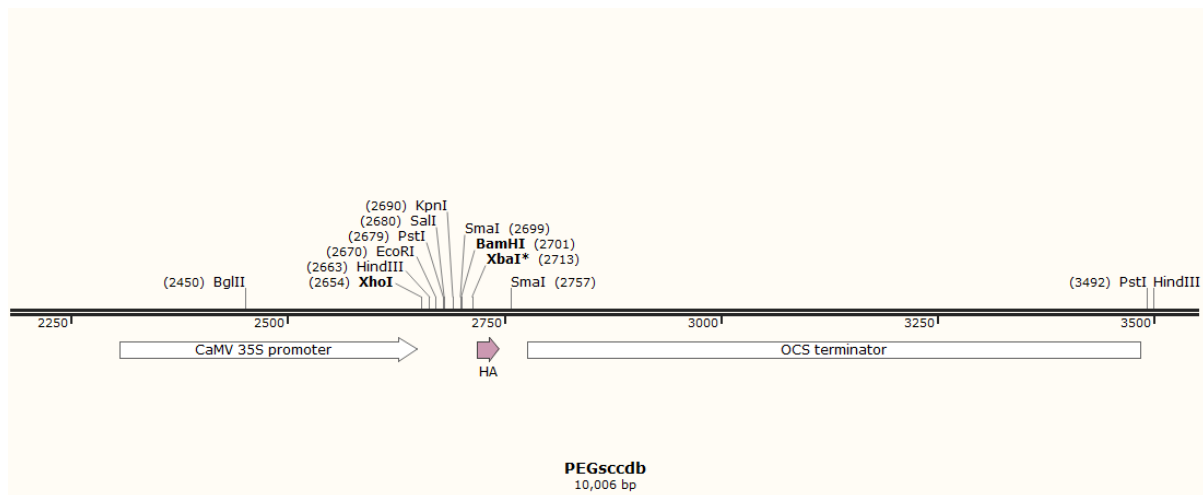 (2690) KpnI
(2680) SalI
SmaI (2699)
(2679) PstI
BamHI (2701)
(2670) EcoRI
XbaI* (2713)
(2663) HindIII
(2450) BglII
(2654) XhoI
SmaI (2757)
(3492) PstI HindIII
2250 2500 2750 3000 3250 3500
CaMV 35S promoter
OCS terminator
HA
PEGsccdb
10,006 bp